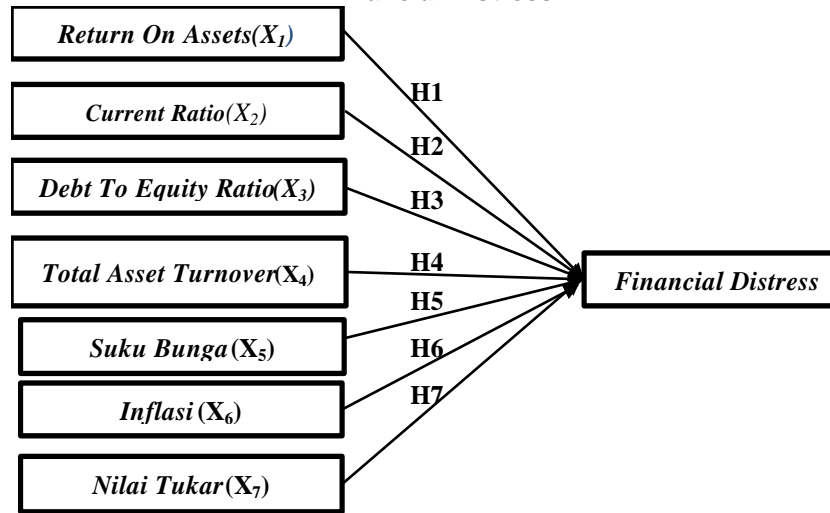 Return On Assets(X1)
H1
Current Ratio(X2)
H2
Debt To Equity Ratio(X3)
H3
Total Asset Turnover(X4)
H4
Financial Distress
H5
Suku Bunga (X5)
H6
Inflasi (X6)
H7
Nilai Tukar(X7)